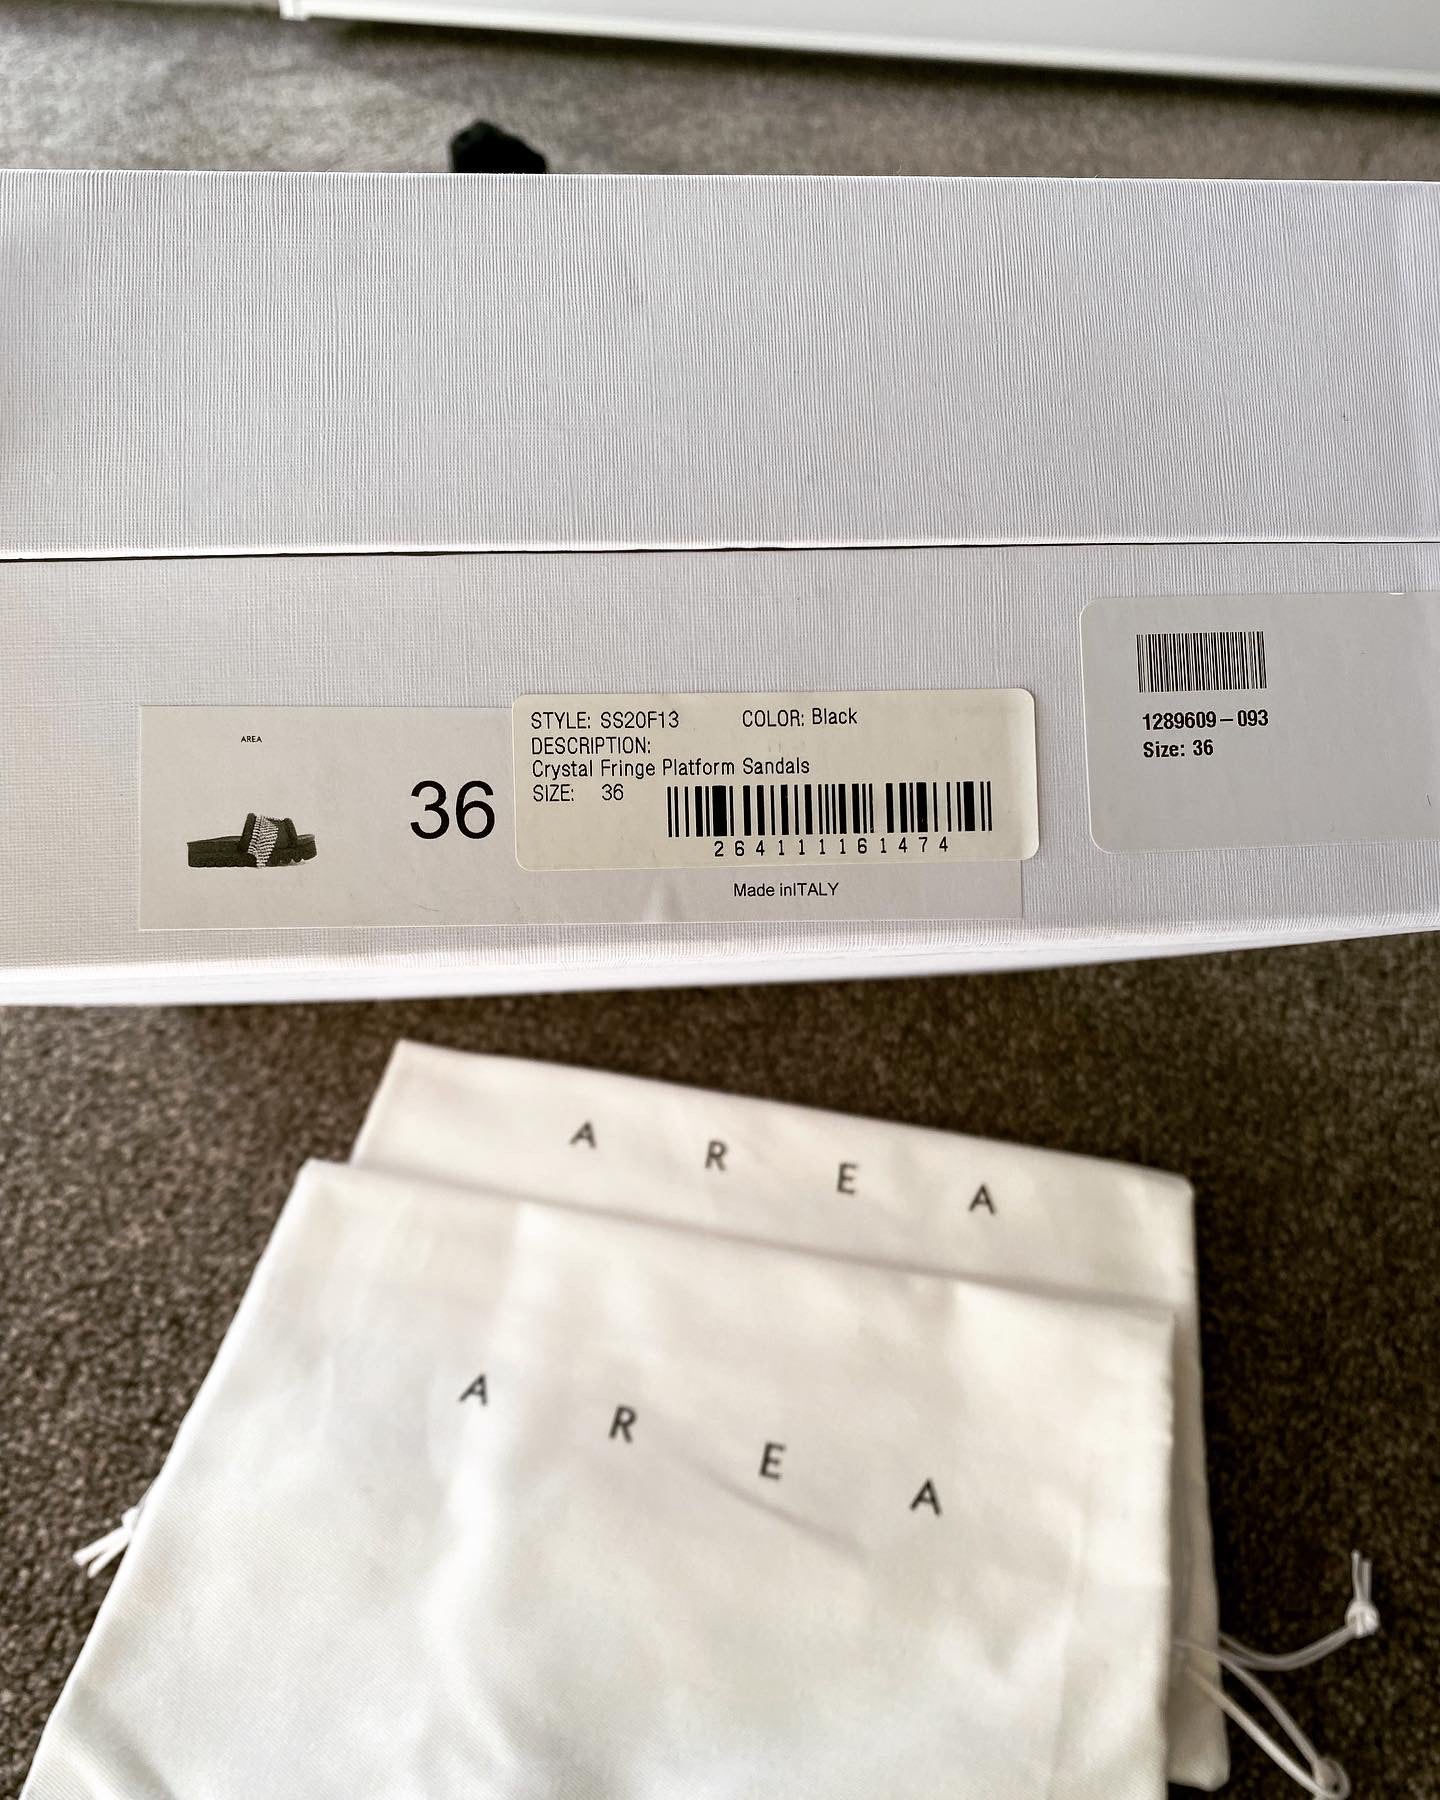 AREA
36
STYLE: SS20F13 COLOR: Black
DESCRIPTION:
Crystal Fringe Platform Sandals
SIZE: 36
264111161474
Made inITALY
1289609-093
Size: 36
A R E A
A R E A